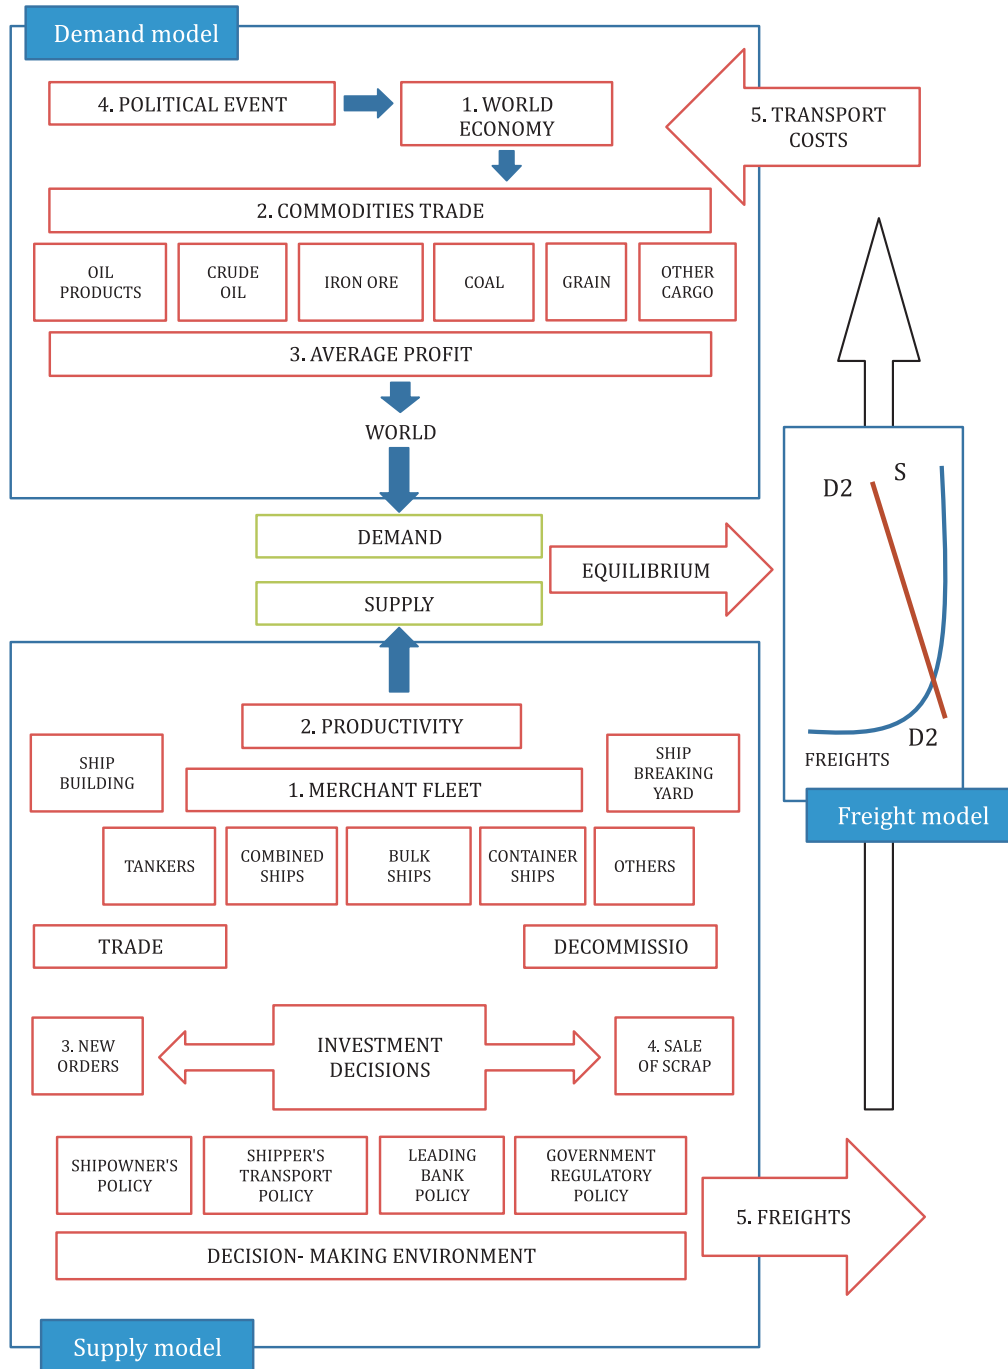 Demand model
4. POLITICAL EVENT
1. WORLD
ECONOMY
5. TRANSPORT
COSTS
2. COMMODITIES TRADE
OIL
PRODUCTS
CRUDE
OIL
IRON ORE
COAL
GRAIN
OTHER
CARGO
3. AVERAGE PROFIT
WORLD
DEMAND
EQUILIBRIUM
SUPPLY
D2
S
D2
FREIGHTS
Freight model
2. PRODUCTIVITY
SHIP
BUILDING
SHIP
BREAKING
YARD
1. MERCHANT FLEET
TANKERS
COMBINED
SHIPS
BULK
SHIPS
CONTAINER
SHIPS
OTHERS
TRADE
DECOMMISSIO
3. NEW
ORDERS
INVESTMENT
DECISIONS
4. SALE
OF SCRAP
SHIPOWNER'S
POLICY
SHIPPER'S
TRANSPORT
POLICY
LEADING
BANK
POLICY
GOVERNMENT
REGULATORY
POLICY
5. FREIGHTS
DECISION- MAKING ENVIRONMENT
Supply model